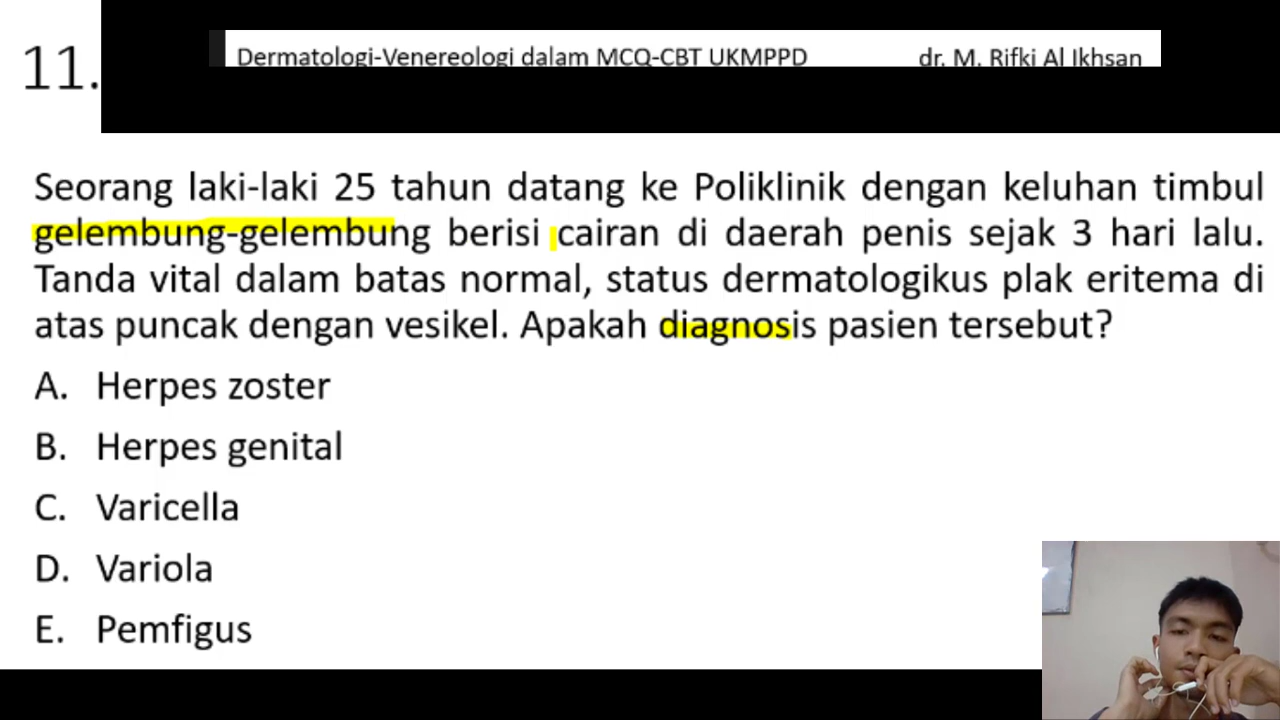 Dermatologi-Venereologi dalam MCQ-CBT UKMPPD dr. M. Rifki Al Ikhsan
11.
Seorang laki-laki 25 tahun datang ke Poliklinik dengan keluhan timbul
gelembung-gelembung berisi cairan di daerah penis sejak 3 hari lalu.
Tanda vital dalam batas normal, status dermatologikus plak eritema di
atas puncak dengan vesikel. Apakah diagnosis pasien tersebut?
A. Herpes zoster
B. Herpes genital
C. Varicella
D. Variola
E. Pemfigus